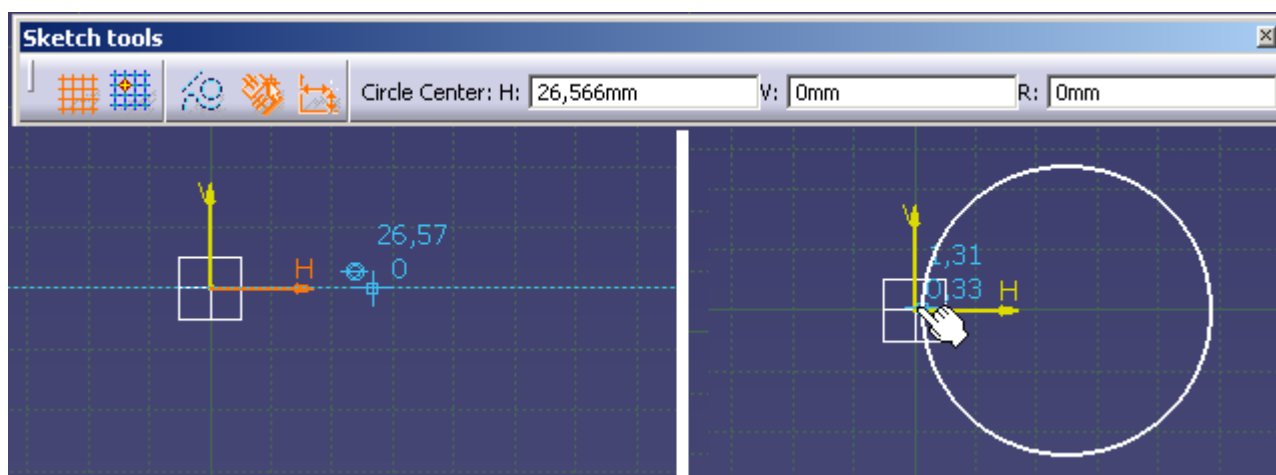 Sketch tools
Circle Center: H: 26,566mm V: 0mm R: 0mm
V
26,57
H 0
V
1,31
0,33 H